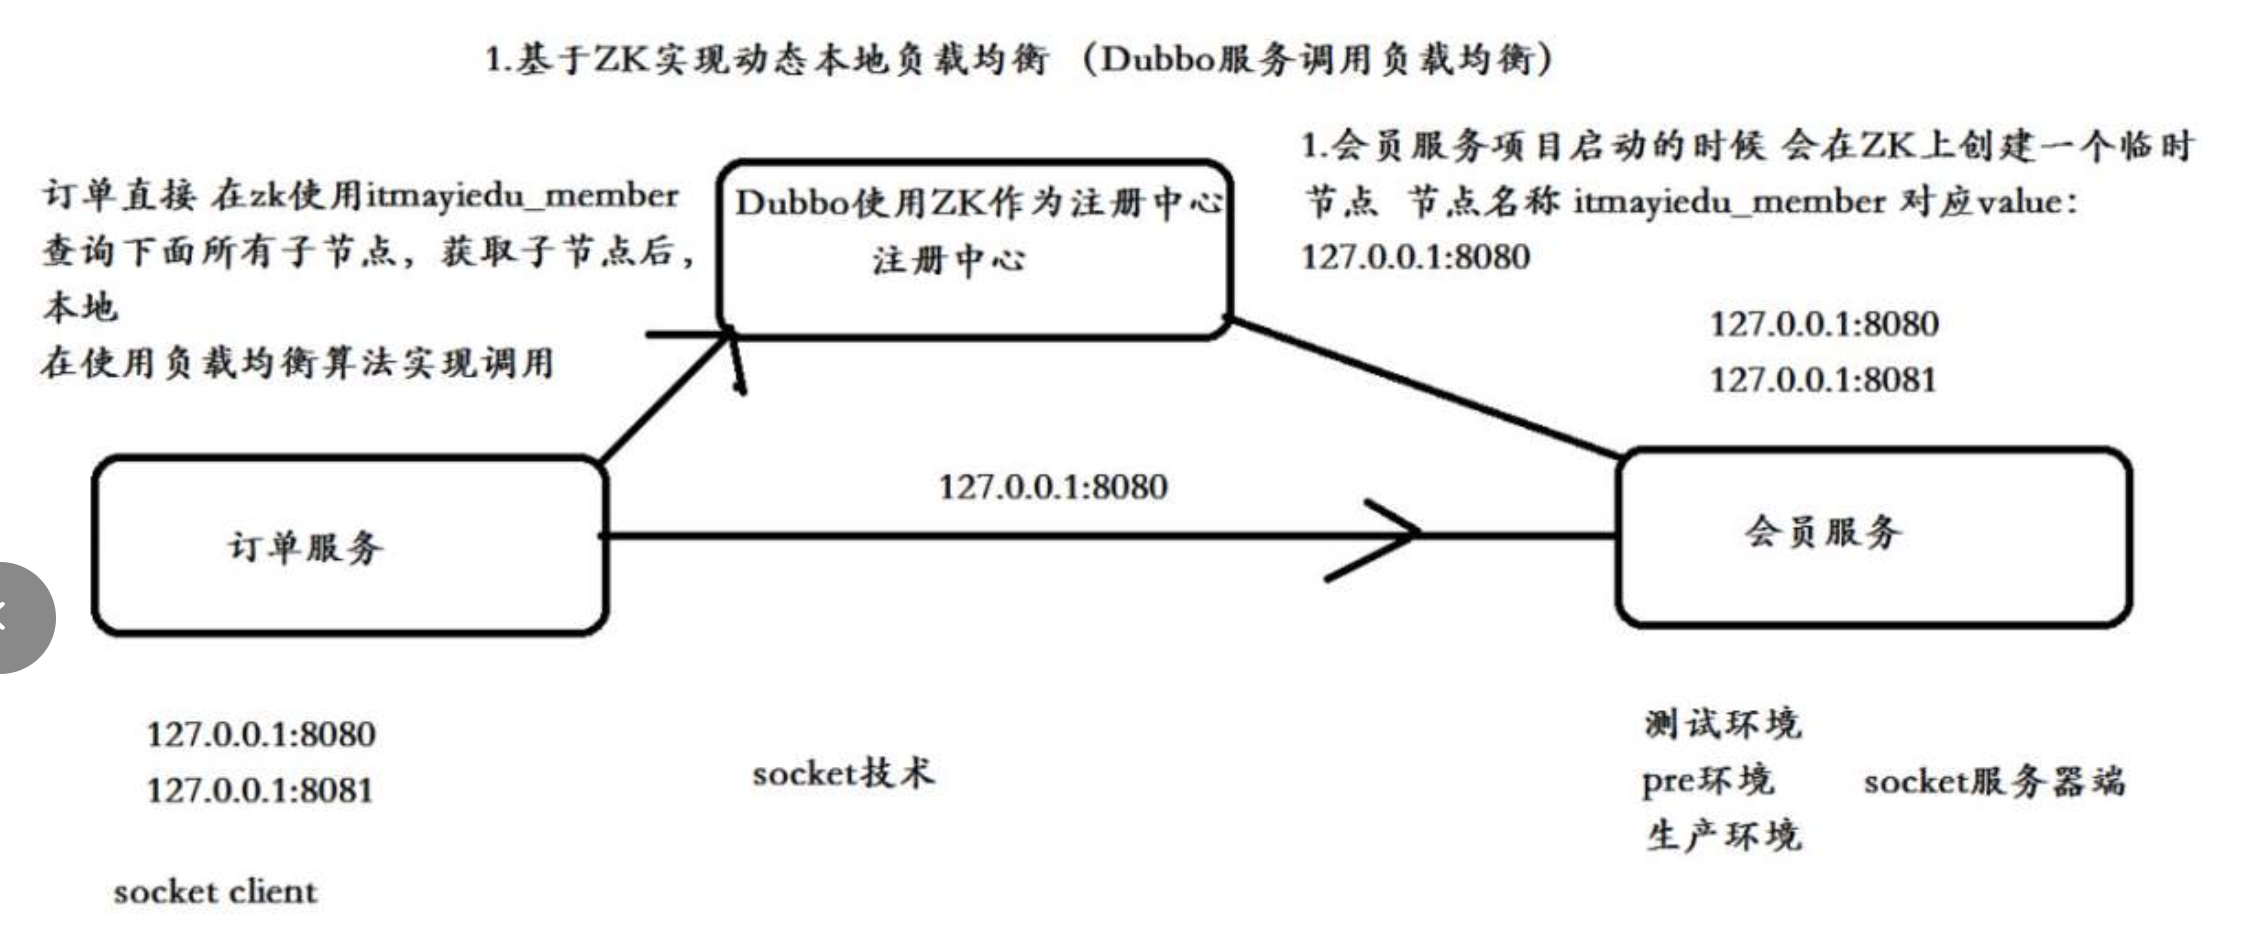 1.基于ZK实现动态本地负载均衡 （Dubbo服务调用负载均衡）
订单直接 在zk使用itmayiedu_member
查询下面所有子节点，获取子节点后，
本地
在使用负载均衡算法实现调用
Dubbo使用ZK作为注册中心
注册中心
1.会员服务项目启动的时候 会在ZK上创建一个临时
节点 节点名称 itmayiedu_member 对应value：
127.0.0.1:8080
127.0.0.1:8080
127.0.0.1:8081
127.0.0.1:8080
订单服务
会员服务
127.0.0.1:8080
127.0.0.1:8081
socket client
socket技术
测试环境
pre环境 socket服务器端
生产环境